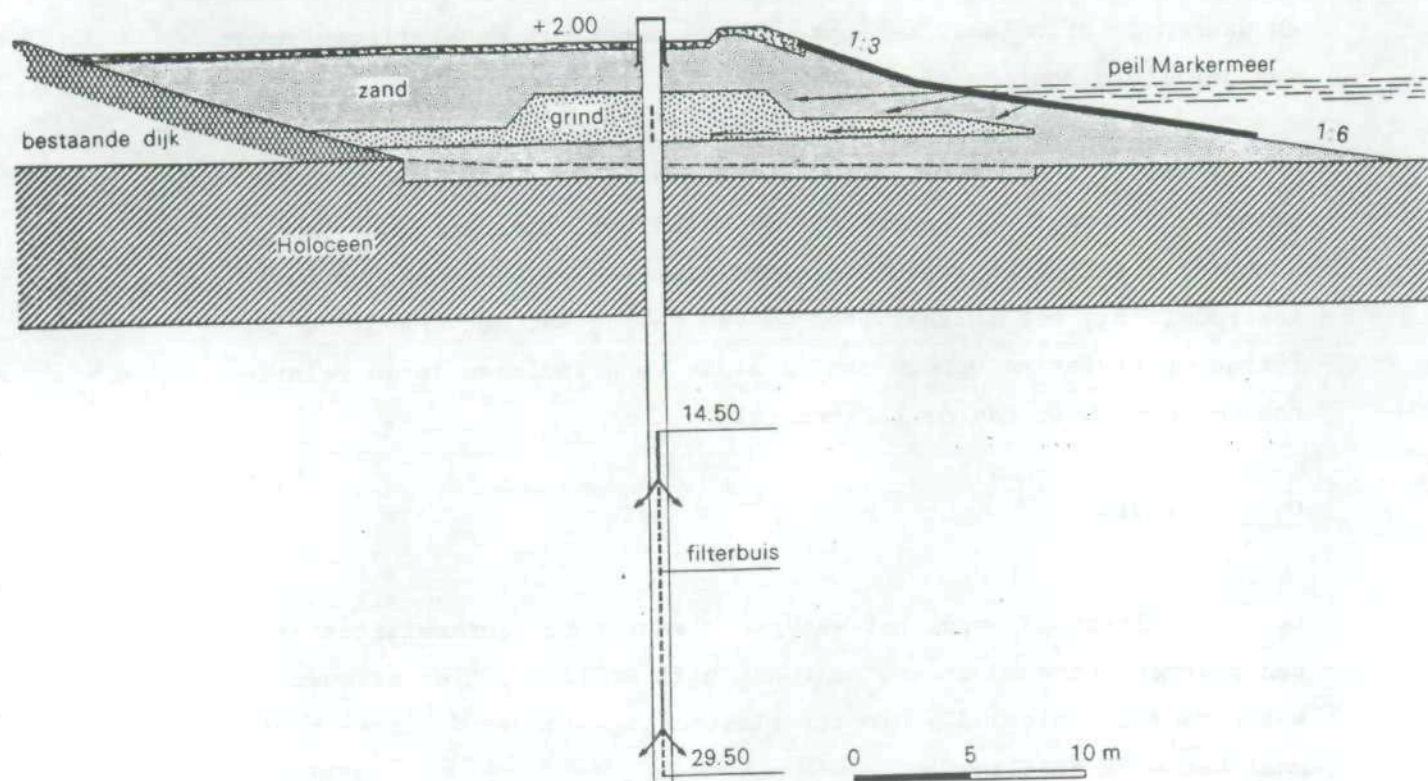 + 2.00
1:3
peil Markermeer
zand
grind
bestaande dijk
1:6
Holoceen
14.50
filterbuis
29.50
0 5 10 m